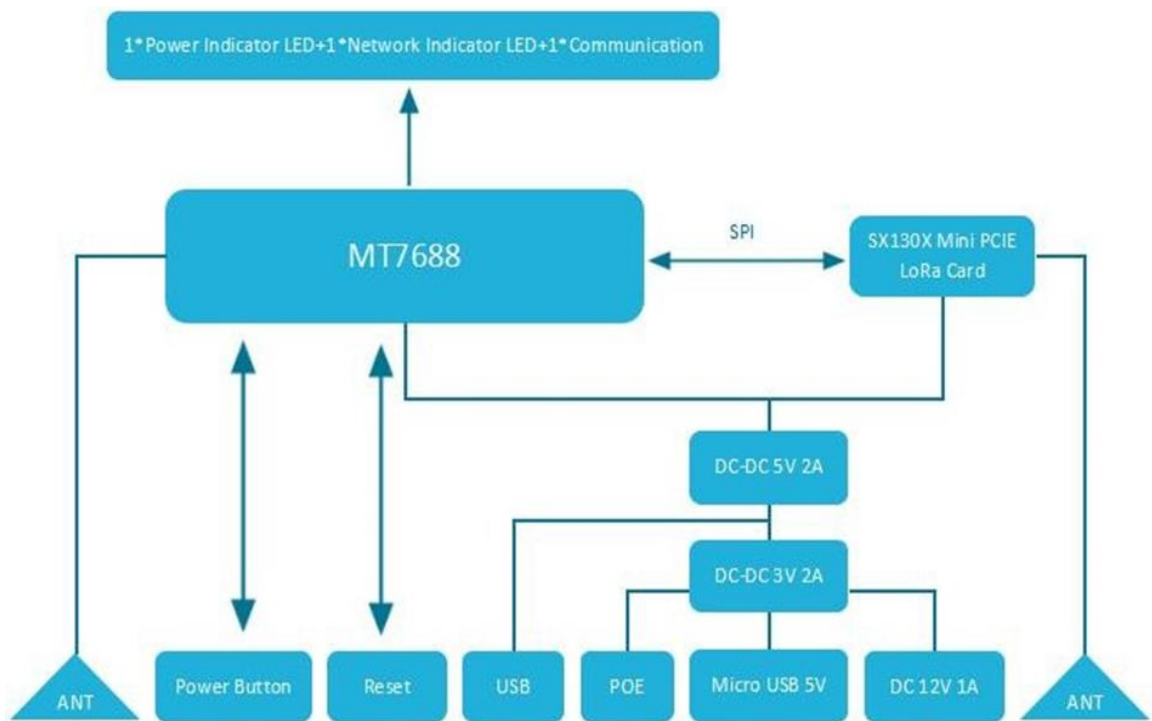 1*Power Indicator LED+1*Network Indicator LED+1*Communication
MT7688
SPI
SX130X Mini PCIE
LoRa Card
DC-DC 5V 2A
DC-DC 3V 2A
ANT
Power Button
Reset
USB
POE
Micro USB 5V
DC 12V 1A
ANT